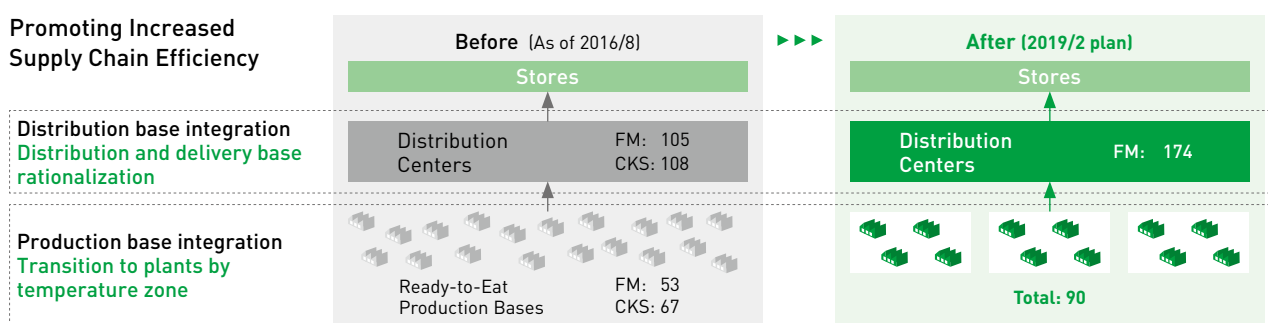 Promoting Increased
Supply Chain Efficiency
Before (As of 2016/8)
After (2019/2 plan)
Stores
Stores
Distribution base integration
Distribution and delivery base
rationalization
Distribution
Centers
FM: 105
CKS: 108
Distribution
Centers
FM: 174
Production base integration
Transition to plants by
temperature zone
Ready-to-Eat
Production Bases
FM: 53
CKS: 67
Total: 90